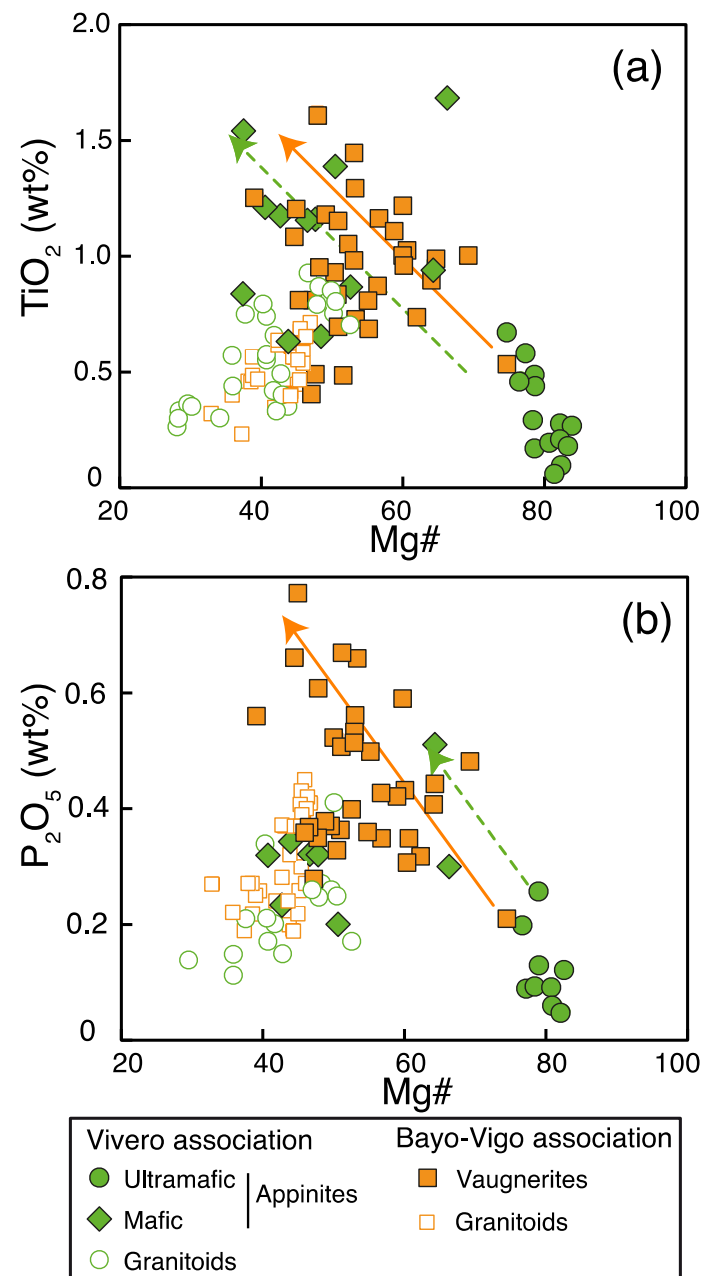 2.0
(a)
1.5
TiO₂ (wt%)
1.0
0.5
0
20 40 60 80 100
Mg#
0.8
(b)
0.6
P₂O₅ (wt%)
0.4
0.2
0
20 40 60 80 100
Mg#
Vivero association
Ultramafic
Appinites
Mafic
Granitoids
Bayo-Vigo association
Vaugnerites
Granitoids